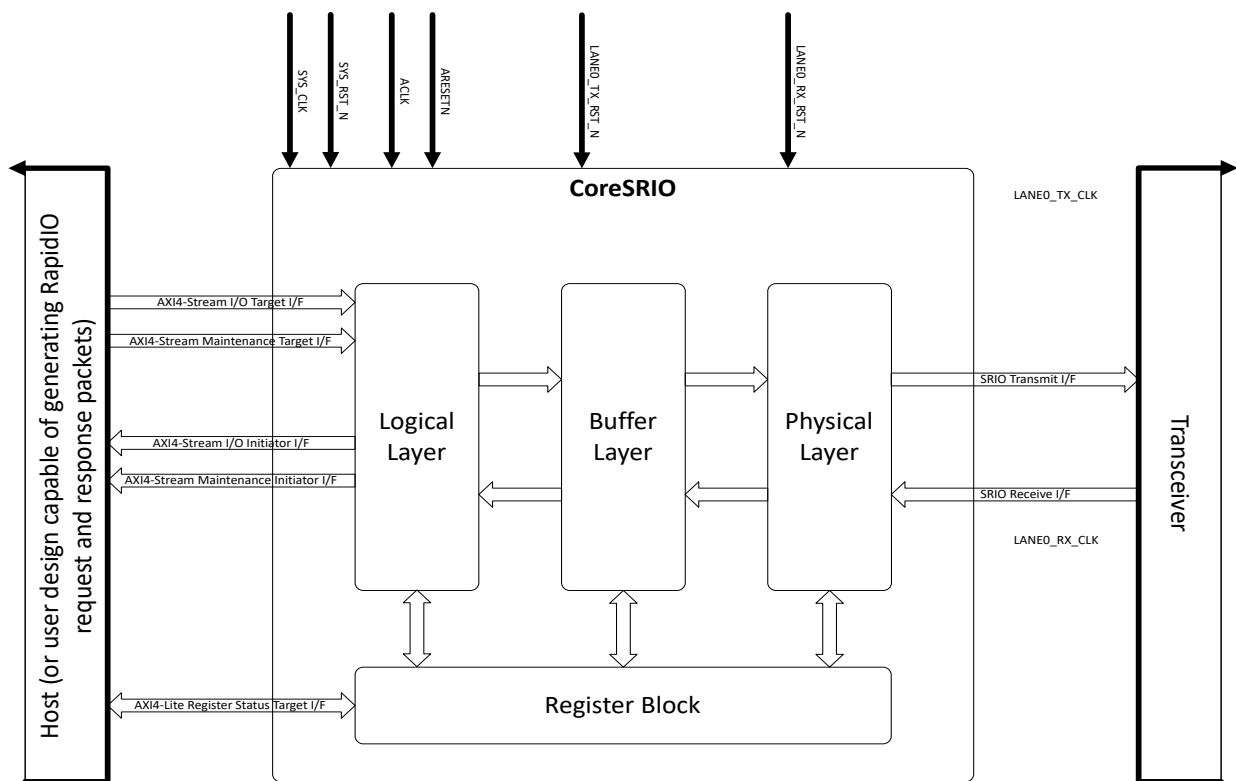 SYS_CLK
SYS_RST_N
ACLK
ARESETN
LANE0_TX_RST_N
LANE0_RX_RST_N
CoreSRIO
LANE0_TX_CLK
Host (or user design capable of generating RapidIO
request and response packets)
AXI4-Stream I/O Target I/F
AXI4-Stream Maintenance Target I/F
AXI4-Stream I/O Initiator I/F
AXI4-Stream Maintenance Initiator I/F
Logical
Layer
Buffer
Layer
Physical
Layer
SRIO Transmit I/F
SRIO Receive I/F
LANE0_RX_CLK
Transceiver
AXI4-Lite Register Status Target I/F
Register Block